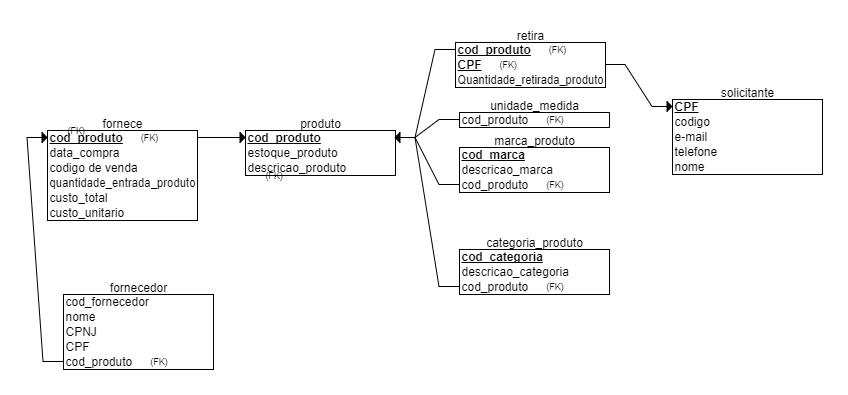 retira
cod_produto (FK)
CPF (FK)
Quantidade_retirada_produto
unidade_medida
cod_produto (FK)
marca_produto
cod_marca
descricao_marca
cod_produto (FK)
categoria_produto
cod_categoria
descricao_categoria
cod_produto (FK)
solicitante
CPF
codigo
e-mail
telefone
nome
fornece
(FK)
cod_produto (FK)
data_compra
codigo de venda
quantidade_entrada_produto
custo_total
custo_unitario
produto
cod_produto
estoque_produto
descricao_produto
(FK)
fornecedor
cod_fornecedor
nome
CPNJ
CPF
cod_produto (FK)